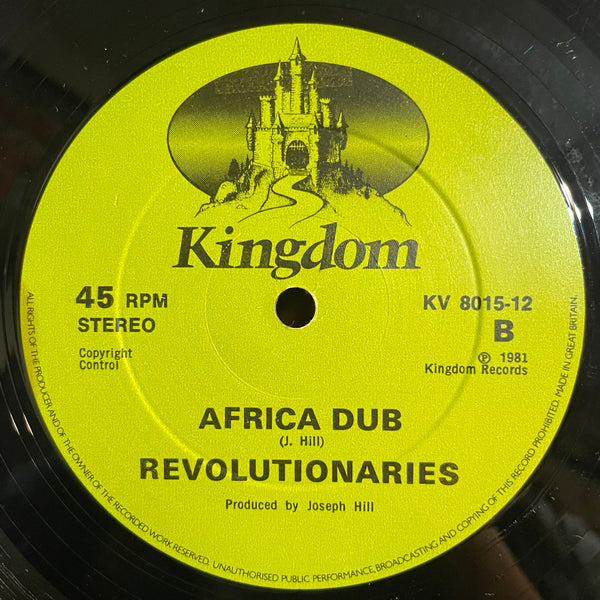 Kingdom
45 RPM
STEREO
KV 8015-12
B
Copyright
Control
℗ 1981
Kingdom Records
AFRICA DUB
(J. Hill)
REVOLUTIONARIES
Produced by Joseph Hill
ALL RIGHTS OF THE PRODUCER AND OF THE OWNER OF THE RECORDED WORK RESERVED. UNAUTHORISED PUBLIC PERFORMANCE, BROADCASTING AND COPYING OF THIS RECORD PROHIBITED. MADE IN GREAT BRITAIN.